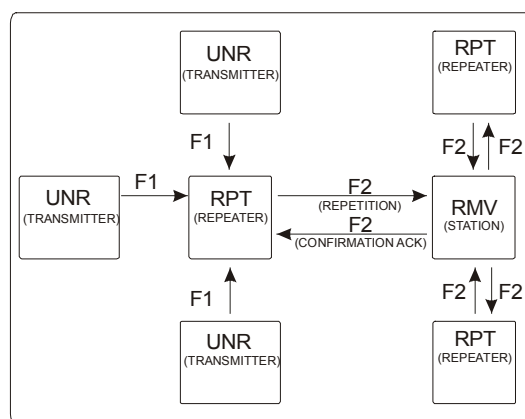 UNR
(TRANSMITTER)
RPT
(REPEATER)
F1
F2
F2
UNR
(TRANSMITTER)
F1
RPT
(REPEATER)
F2
(REPETITION)
F2
(CONFIRMATION ACK)
RMV
(STATION)
F1
F2
F2
UNR
(TRANSMITTER)
RPT
(REPEATER)